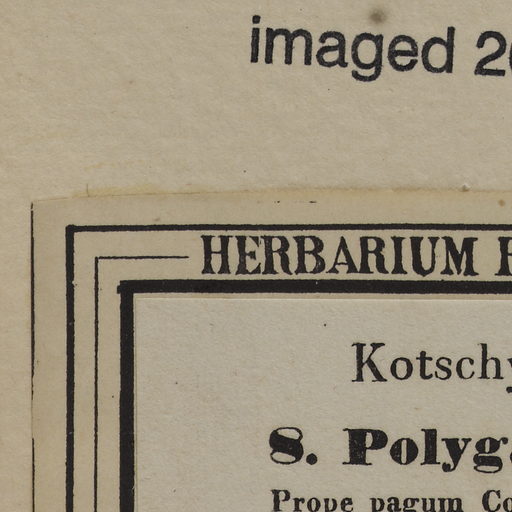 imaged 2
HERBARIUM
Kotschy
8. Polyg
Prope pagum Co